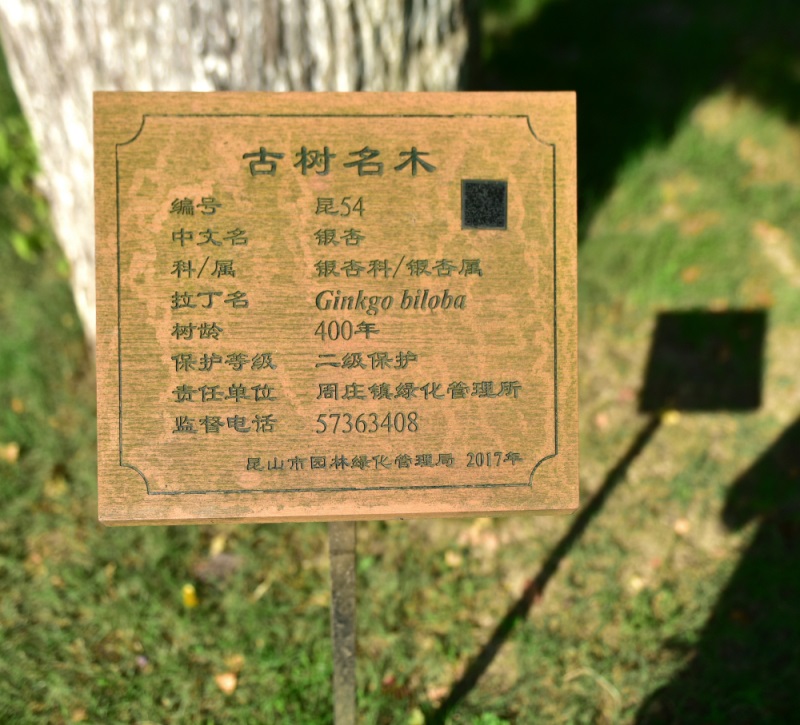 古树名木
编号 昆54
中文名 银杏
科/属 银杏科/银杏属
拉丁名 Ginkgo biloba
树龄 400年
保护等级 二级保护
责任单位 周庄镇绿化管理所
监督电话 57363408
昆山市园林绿化管理局 2017年